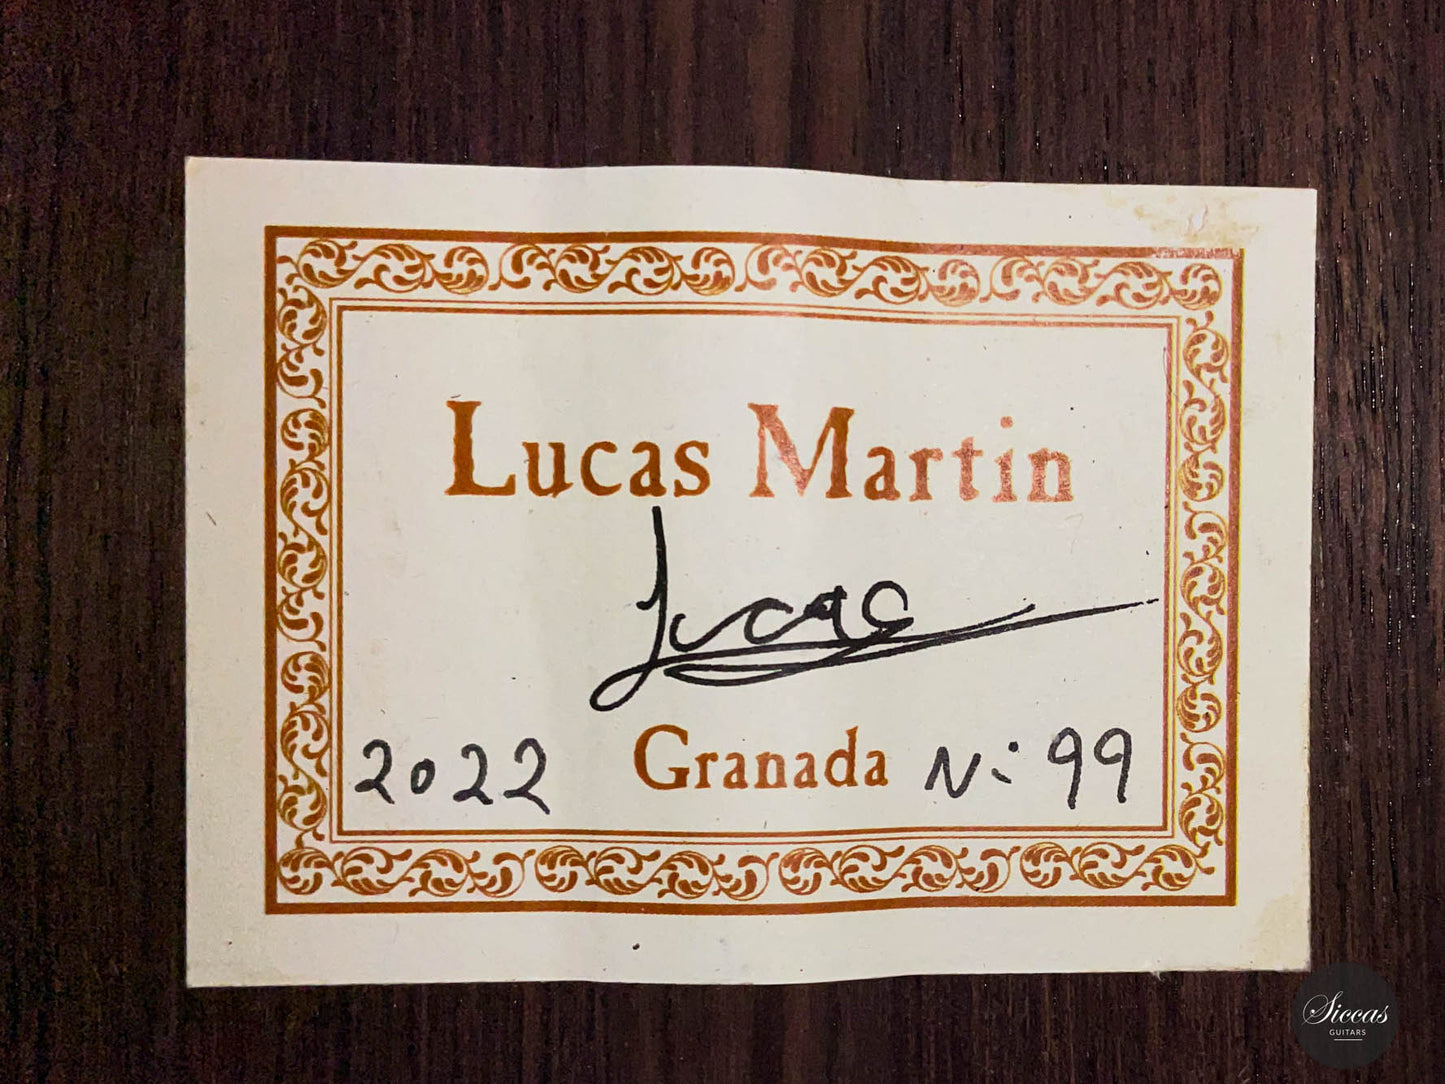 Lucas Martin
Lucas
2022 Granada N: 99
Siccas
GUITARS